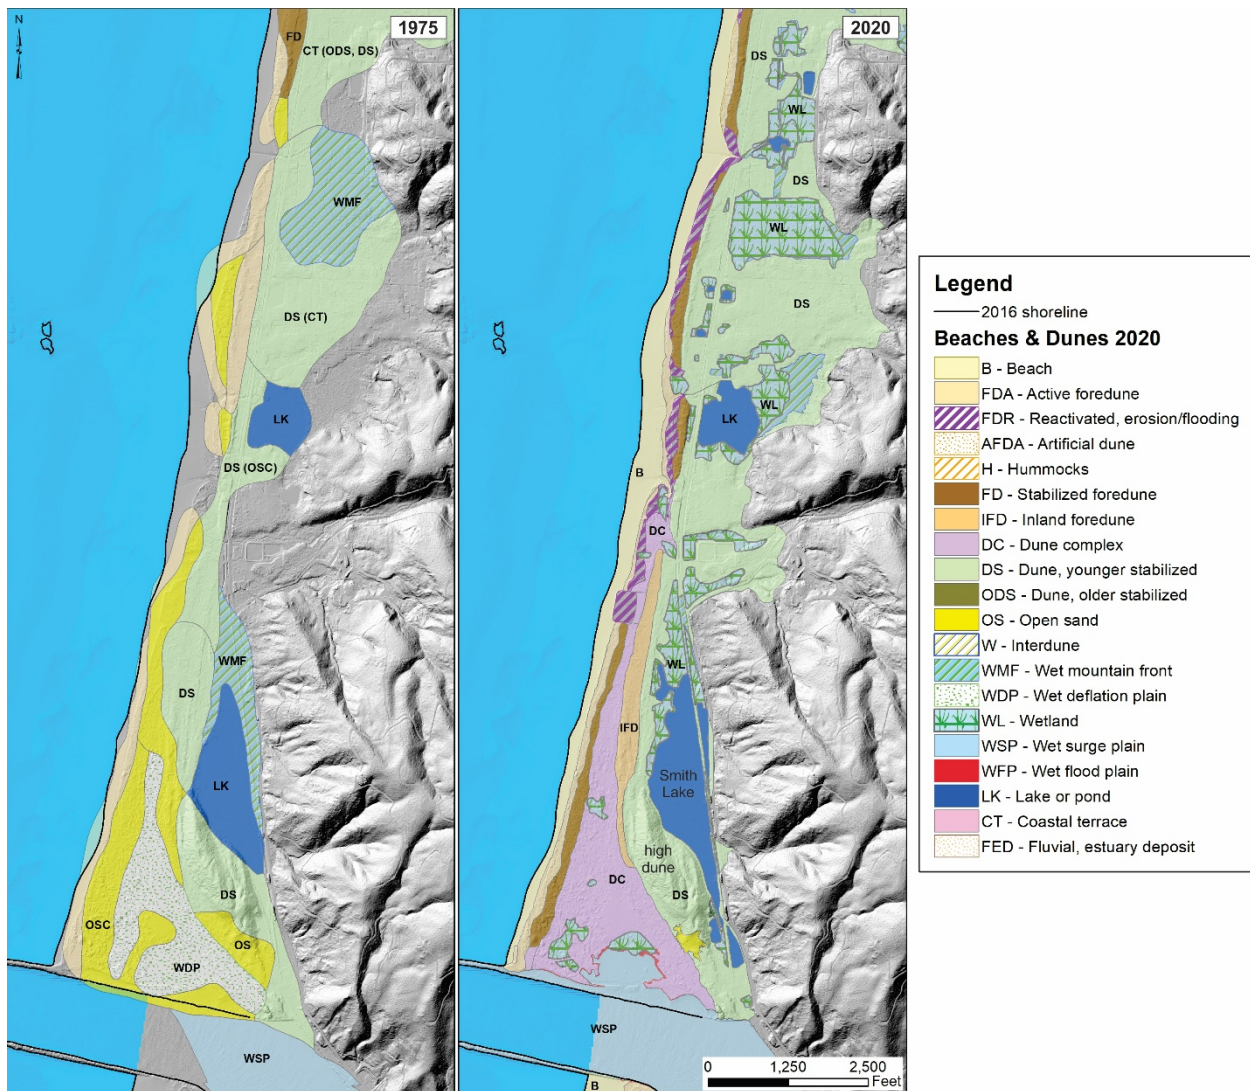 N
1975
FD
CT (ODS, DS)
WMF
DS (CT)
LK
DS (OSC)
WMF
DS
LK
DS
OSC
OS
WDP
WSP
2020
DS
WL
DS
WL
DS
WL
LK
B
DC
WL
IFD
Smith
Lake
high
dune
DC
DS
WSP
B
0 1,250 2,500
Feet
Legend
2016 shoreline
Beaches & Dunes 2020
B - Beach
FDA - Active foredune
FDR - Reactivated, erosion/flooding
AFDA - Artificial dune
H - Hummocks
FD - Stabilized foredune
IFD - Inland foredune
DC - Dune complex
DS - Dune, younger stabilized
ODS - Dune, older stabilized
OS - Open sand
W - Interdune
WMF - Wet mountain front
WDP - Wet deflation plain
WL - Wetland
WSP - Wet surge plain
WFP - Wet flood plain
LK - Lake or pond
CT - Coastal terrace
FED - Fluvial, estuary deposit